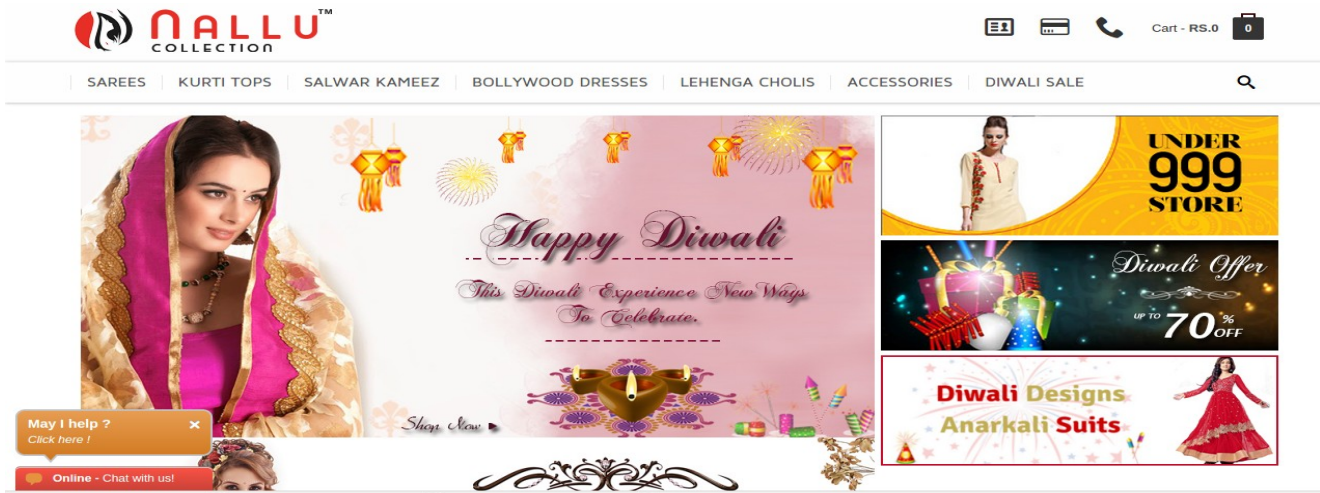 NALLU™
COLLECTION
Cart - RS.0
0
SAREES
KURTI TOPS
SALWAR KAMEEZ
BOLLYWOOD DRESSES
LEHENGA CHOLIS
ACCESSORIES
DIWALI SALE
Happy Diwali
This Diwali Experience New Ways
To Celebrate.
Shop Now
UNDER
999
STORE
Diwali Offer
UP TO 70% OFF
Diwali Designs
Anarkali Suits
May I help ?
Click here !
Online - Chat with us!